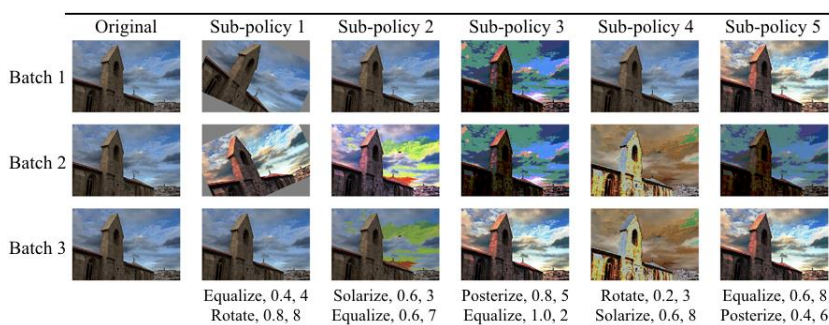 Original Sub-policy 1 Sub-policy 2 Sub-policy 3 Sub-policy 4 Sub-policy 5
Batch 1
Batch 2
Batch 3
Equalize, 0.4, 4 Solarize, 0.6, 3 Posterize, 0.8, 5 Rotate, 0.2, 3 Equalize, 0.6, 8
Rotate, 0.8, 8 Equalize, 0.6, 7 Equalize, 1.0, 2 Solarize, 0.6, 8 Posterize, 0.4, 6